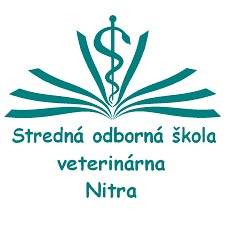 Stredná odborná škola
veterinárna
Nitra